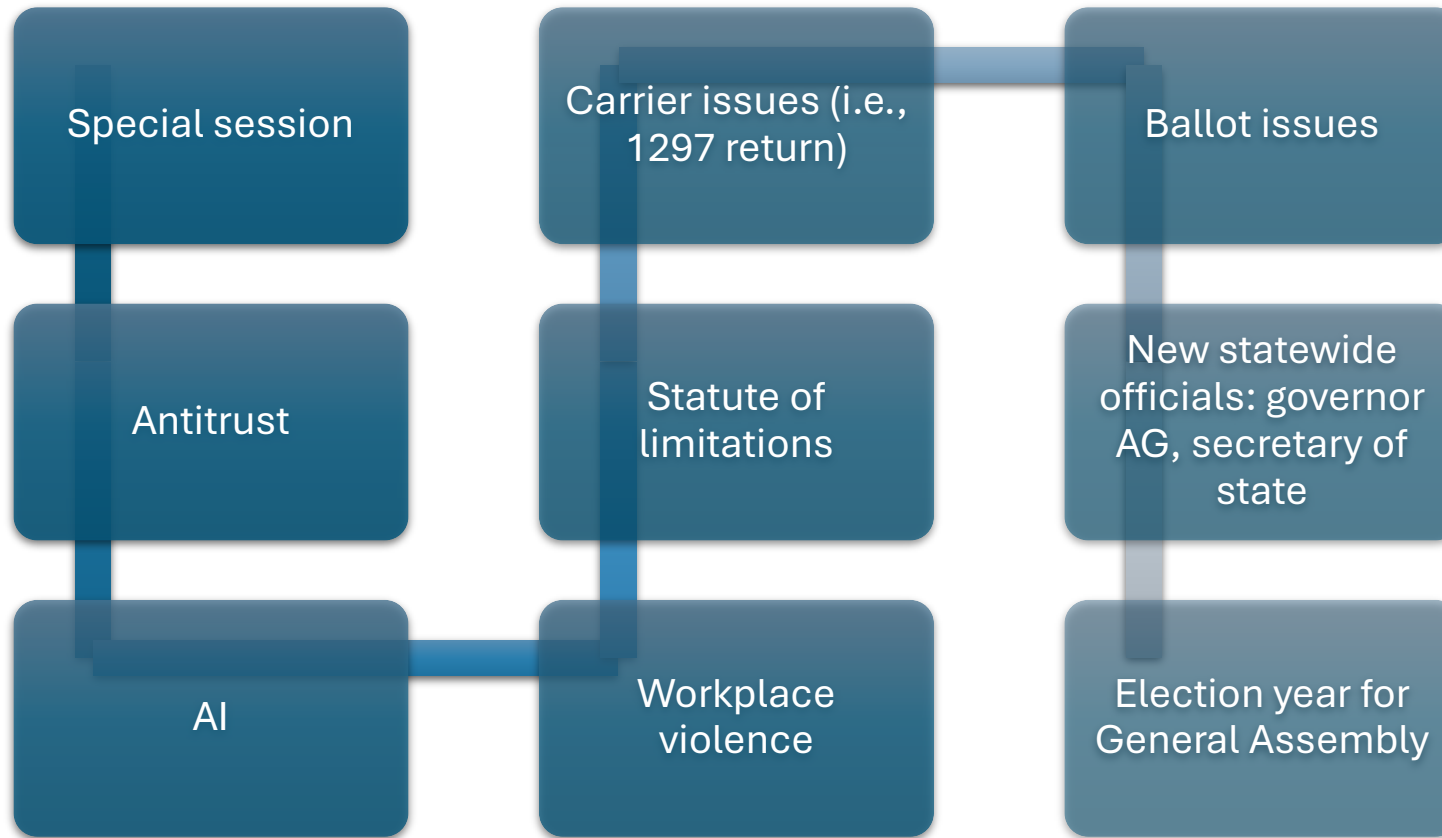 Special session
Antitrust
AI
Workplace
violence
Statute of
limitations
Carrier issues (i.e.,
1297 return)
Ballot issues
New statewide
officials: governor
AG, secretary of
state
Election year for
General Assembly